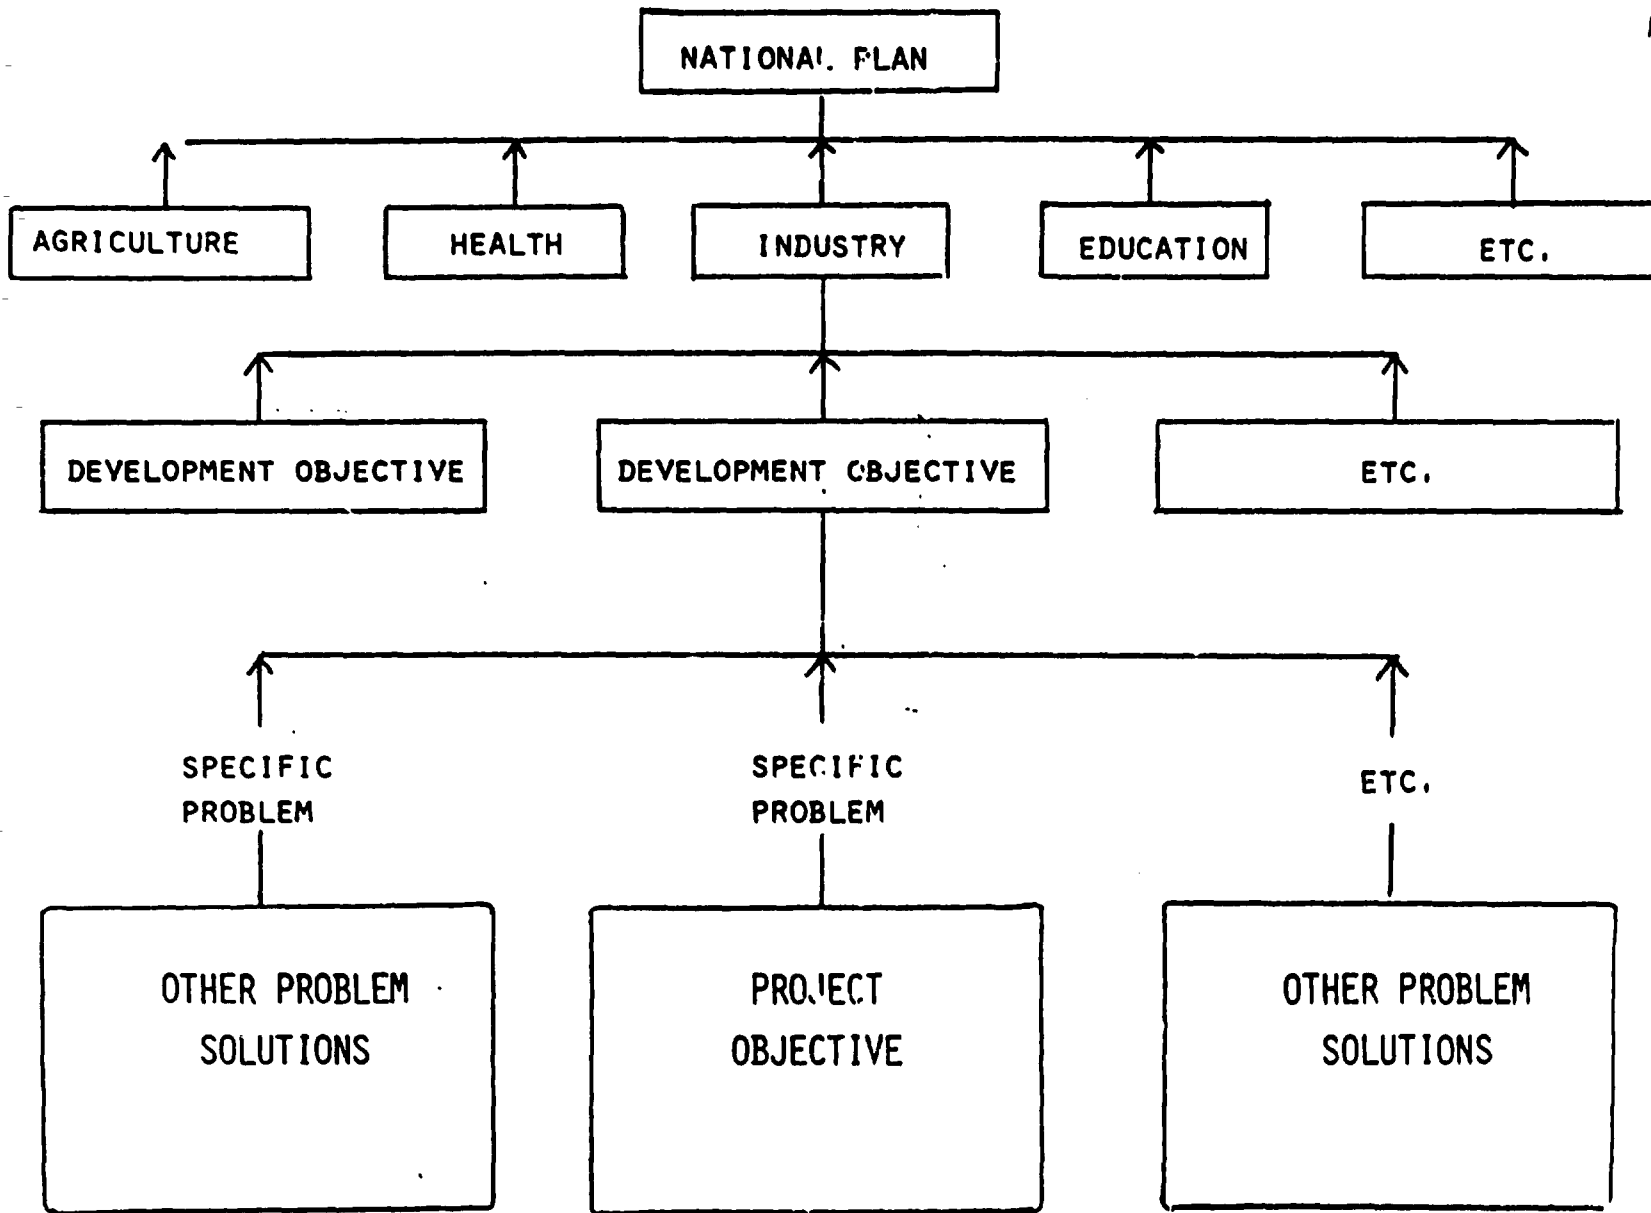 NATIONAL PLAN
AGRICULTURE
HEALTH
INDUSTRY
EDUCATION
ETC.
DEVELOPMENT OBJECTIVE
DEVELOPMENT OBJECTIVE
ETC.
SPECIFIC
PROBLEM
SPECIFIC
PROBLEM
ETC.
OTHER PROBLEM
SOLUTIONS
PROJECT
OBJECTIVE
OTHER PROBLEM
SOLUTIONS